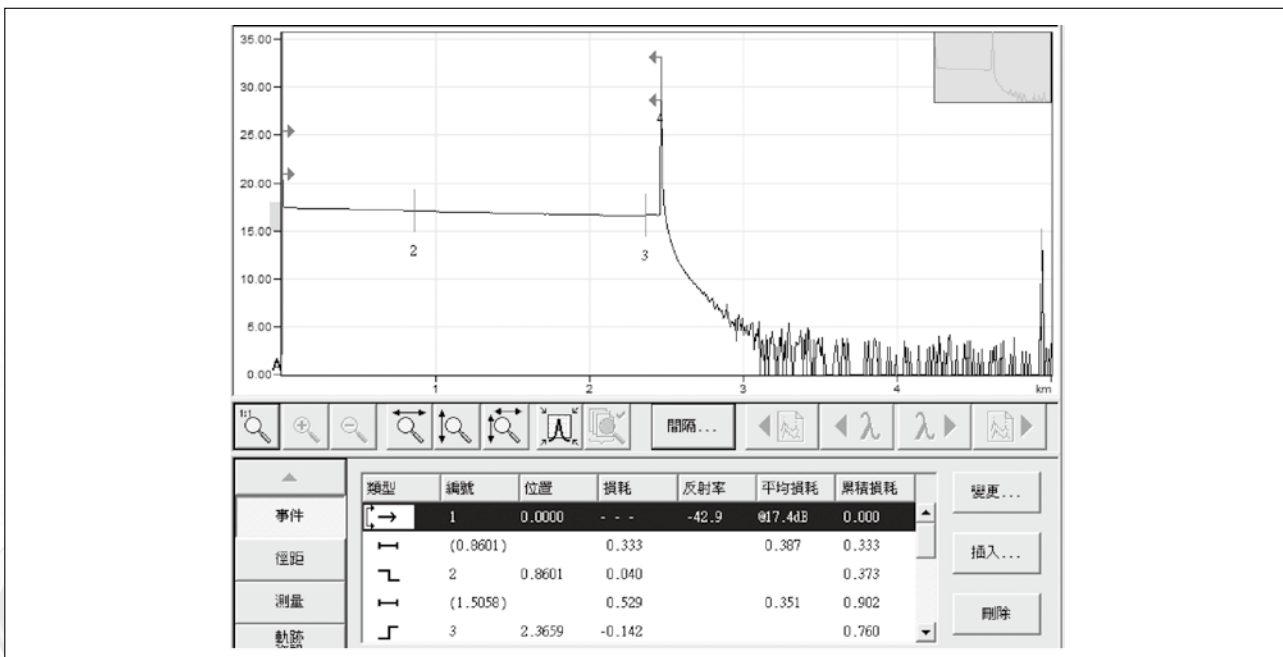 35.00
30.00
25.00
20.00
15.00
10.00
5.00
0.00
A
2
3
4
1 2 3 4 km
1:1
間隔...
λ λ
類型 編號 位置 損耗 反射率 平均損耗 累積損耗
1 0.0000 - - - -42.9 @17.4dB 0.000
(0.8601) 0.333 0.387 0.333
2 0.8601 0.040 0.373
(1.5058) 0.529 0.351 0.902
3 2.3659 -0.142 0.760
事件
徑距
測量
軌跡
變更...
插入...
刪除